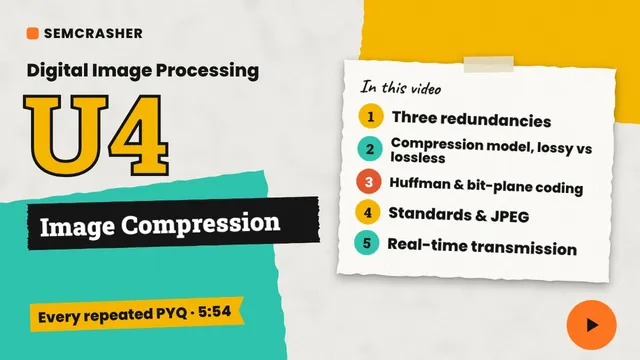 SEMCRASHER
Digital Image Processing
U4
Image Compression
Every repeated PYQ · 5:54
In this video
1 Three redundancies
2 Compression model, lossy vs
lossless
3 Huffman & bit-plane coding
4 Standards & JPEG
5 Real-time transmission